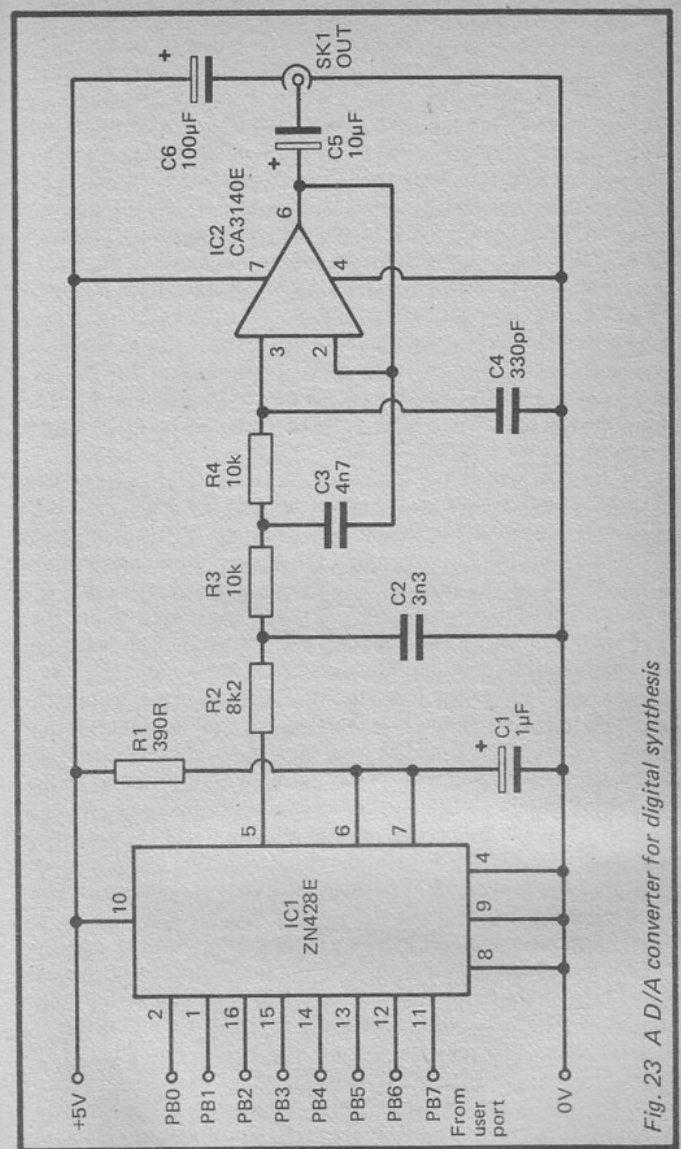 +5V
PB0
PB1
PB2
PB3
PB4
PB5
PB6
PB7
From
user
port
0V
2
1
16
15
14
13
12
11
10
IC1
ZN428E
5
6
7
8
9
4
R1
390R
R2
8k2
C1
1µF
+
R3
10k
C2
3n3
R4
10k
C3
4n7
C4
330pF
3
2
7
4
6
IC2
CA3140E
C5
10µF
+
C6
100µF
+
SK1
OUT
Fig. 23 A D/A converter for digital synthesis